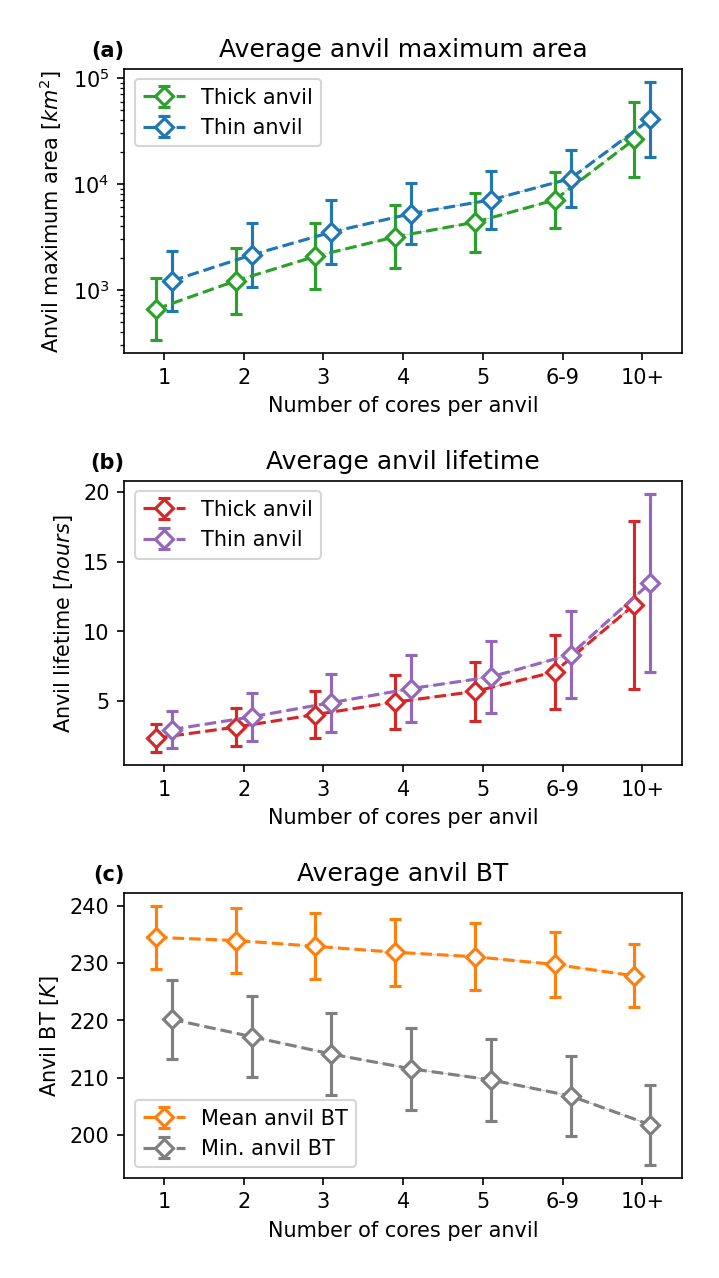 (a) Average anvil maximum area
Anvil maximum area [km²]
10⁵
10⁴
10³
Thick anvil
Thin anvil
1 2 3 4 5 6-9 10+
Number of cores per anvil
(b) Average anvil lifetime
Anvil lifetime [hours]
20
15
10
5
Thick anvil
Thin anvil
1 2 3 4 5 6-9 10+
Number of cores per anvil
(c) Average anvil BT
Anvil BT [K]
240
230
220
210
200
Mean anvil BT
Min. anvil BT
1 2 3 4 5 6-9 10+
Number of cores per anvil